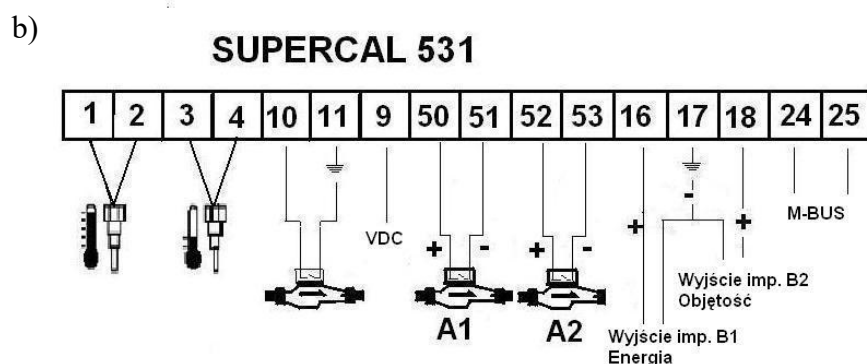 b)
SUPERCAL 531
1 2 3 4 10 11 9 50 51 52 53 16 17 18 24 25
VDC
+ - + - + - +
M-BUS
A1 A2
Wyjście imp. B2
Objętość
Wyjście imp. B1
Energia